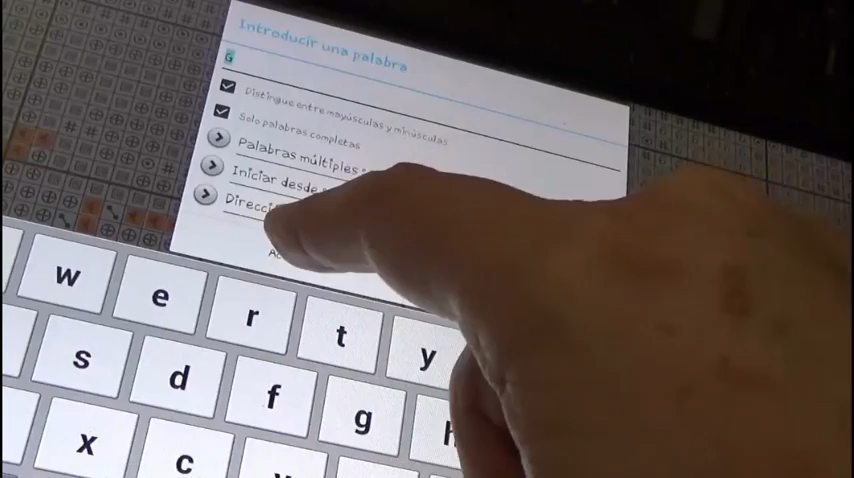 Introducir una palabra
G
Distingue entre mayúsculas y minúsculas
Solo palabras completas
Palabras múltiples
Iniciar desde
w e r t y
s d f g
x c